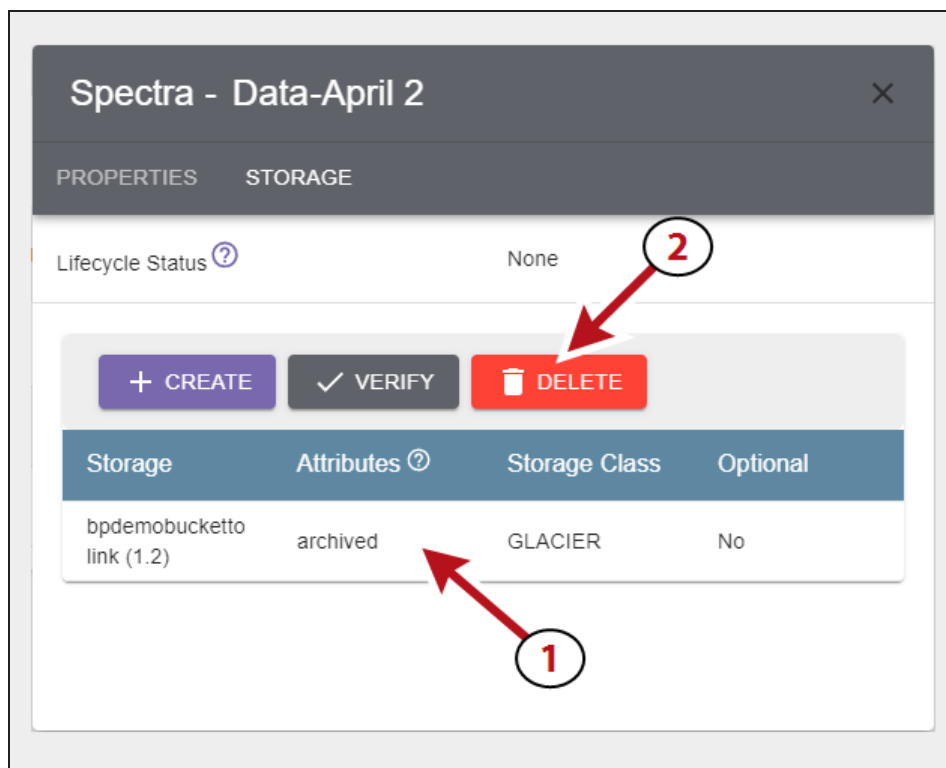 Spectra - Data-April 2
PROPERTIES STORAGE
Lifecycle Status ? None
2
+ CREATE ✓ VERIFY DELETE
Storage Attributes ? Storage Class Optional
bpdemobucketto
link (1.2) archived GLACIER No
1